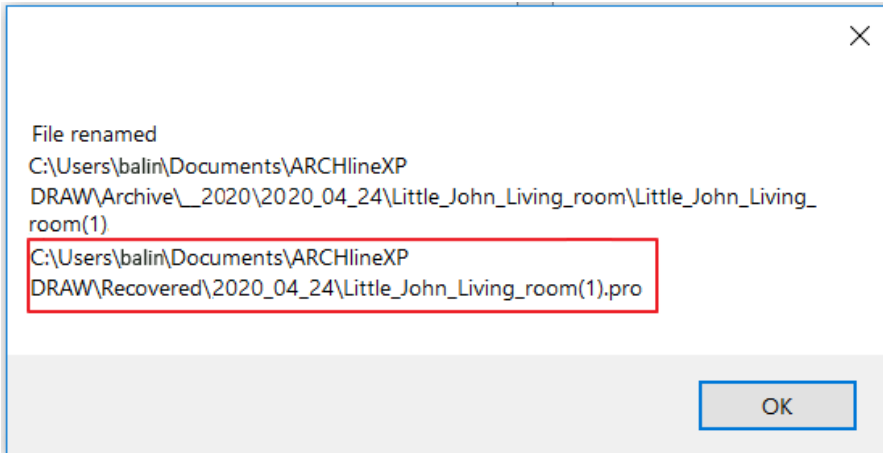 File renamed
C:\Users\balin\Documents\ARCHlineXP
DRAW\Archive\__2020\2020_04_24\Little_John_Living_room\Little_John_Living_
room(1)
C:\Users\balin\Documents\ARCHlineXP
DRAW\Recovered\2020_04_24\Little_John_Living_room(1).pro
OK